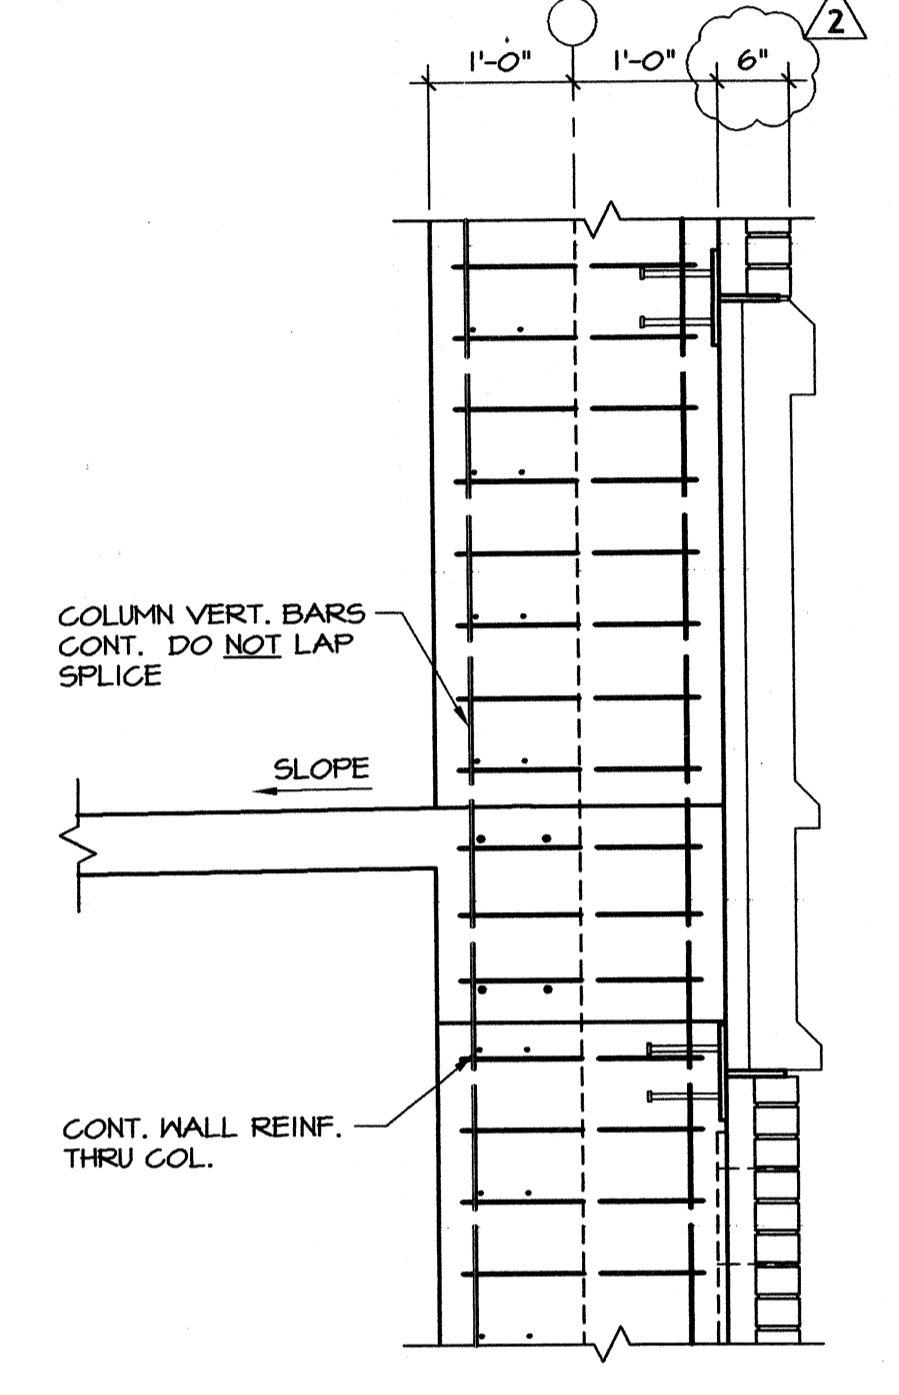 2
1'-0" 1'-0" 6"
COLUMN VERT. BARS
CONT. DO NOT LAP
SPLICE
SLOPE
CONT. WALL REINF.
THRU COL.